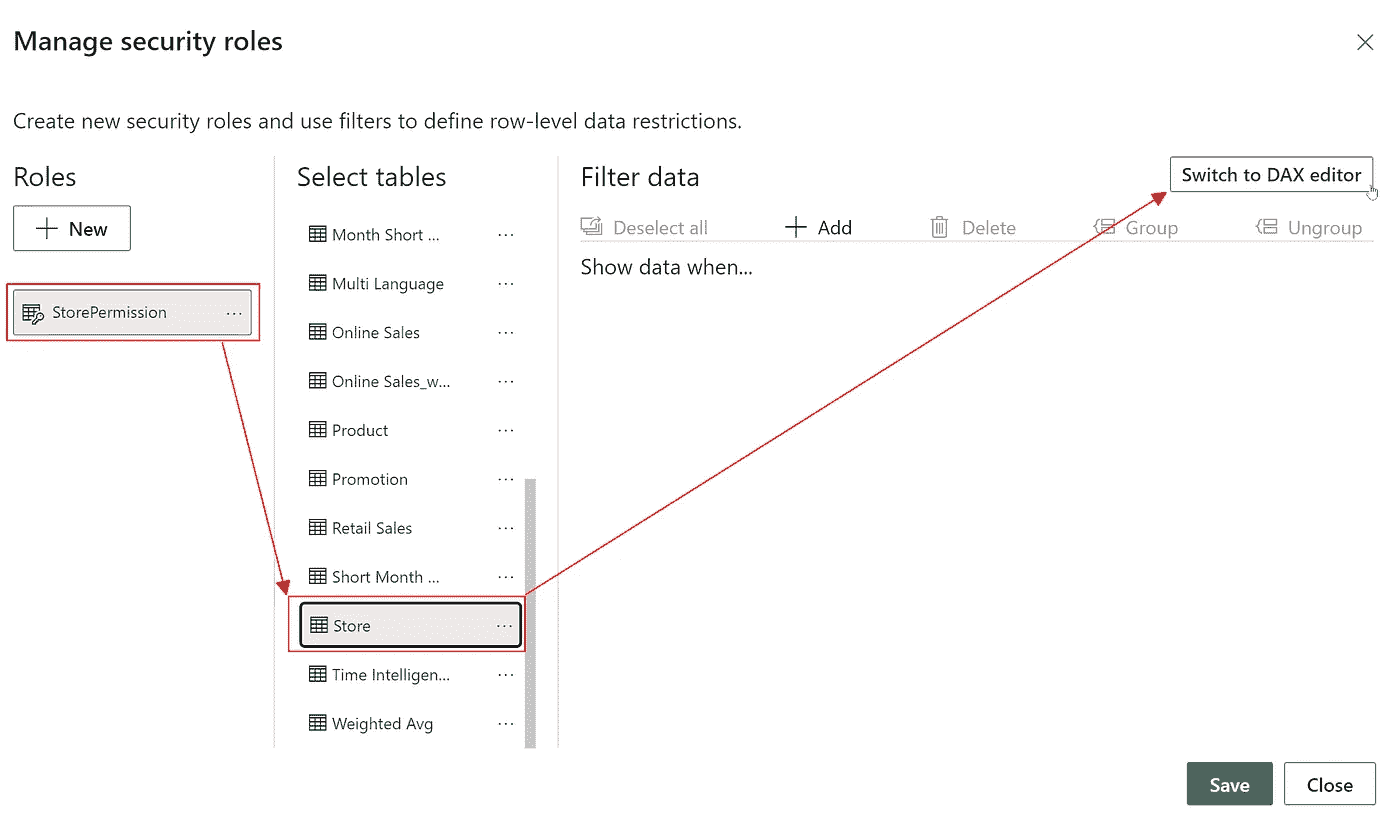 Manage security roles
Create new security roles and use filters to define row-level data restrictions.
Roles
New
StorePermission
Select tables
Month Short ...
Multi Language
Online Sales
Online Sales_w...
Product
Promotion
Retail Sales
Short Month ...
Store
Time Intelligen...
Weighted Avg
Filter data
Switch to DAX editor
Deselect all
Add
Delete
Group
Ungroup
Show data when...
Save
Close